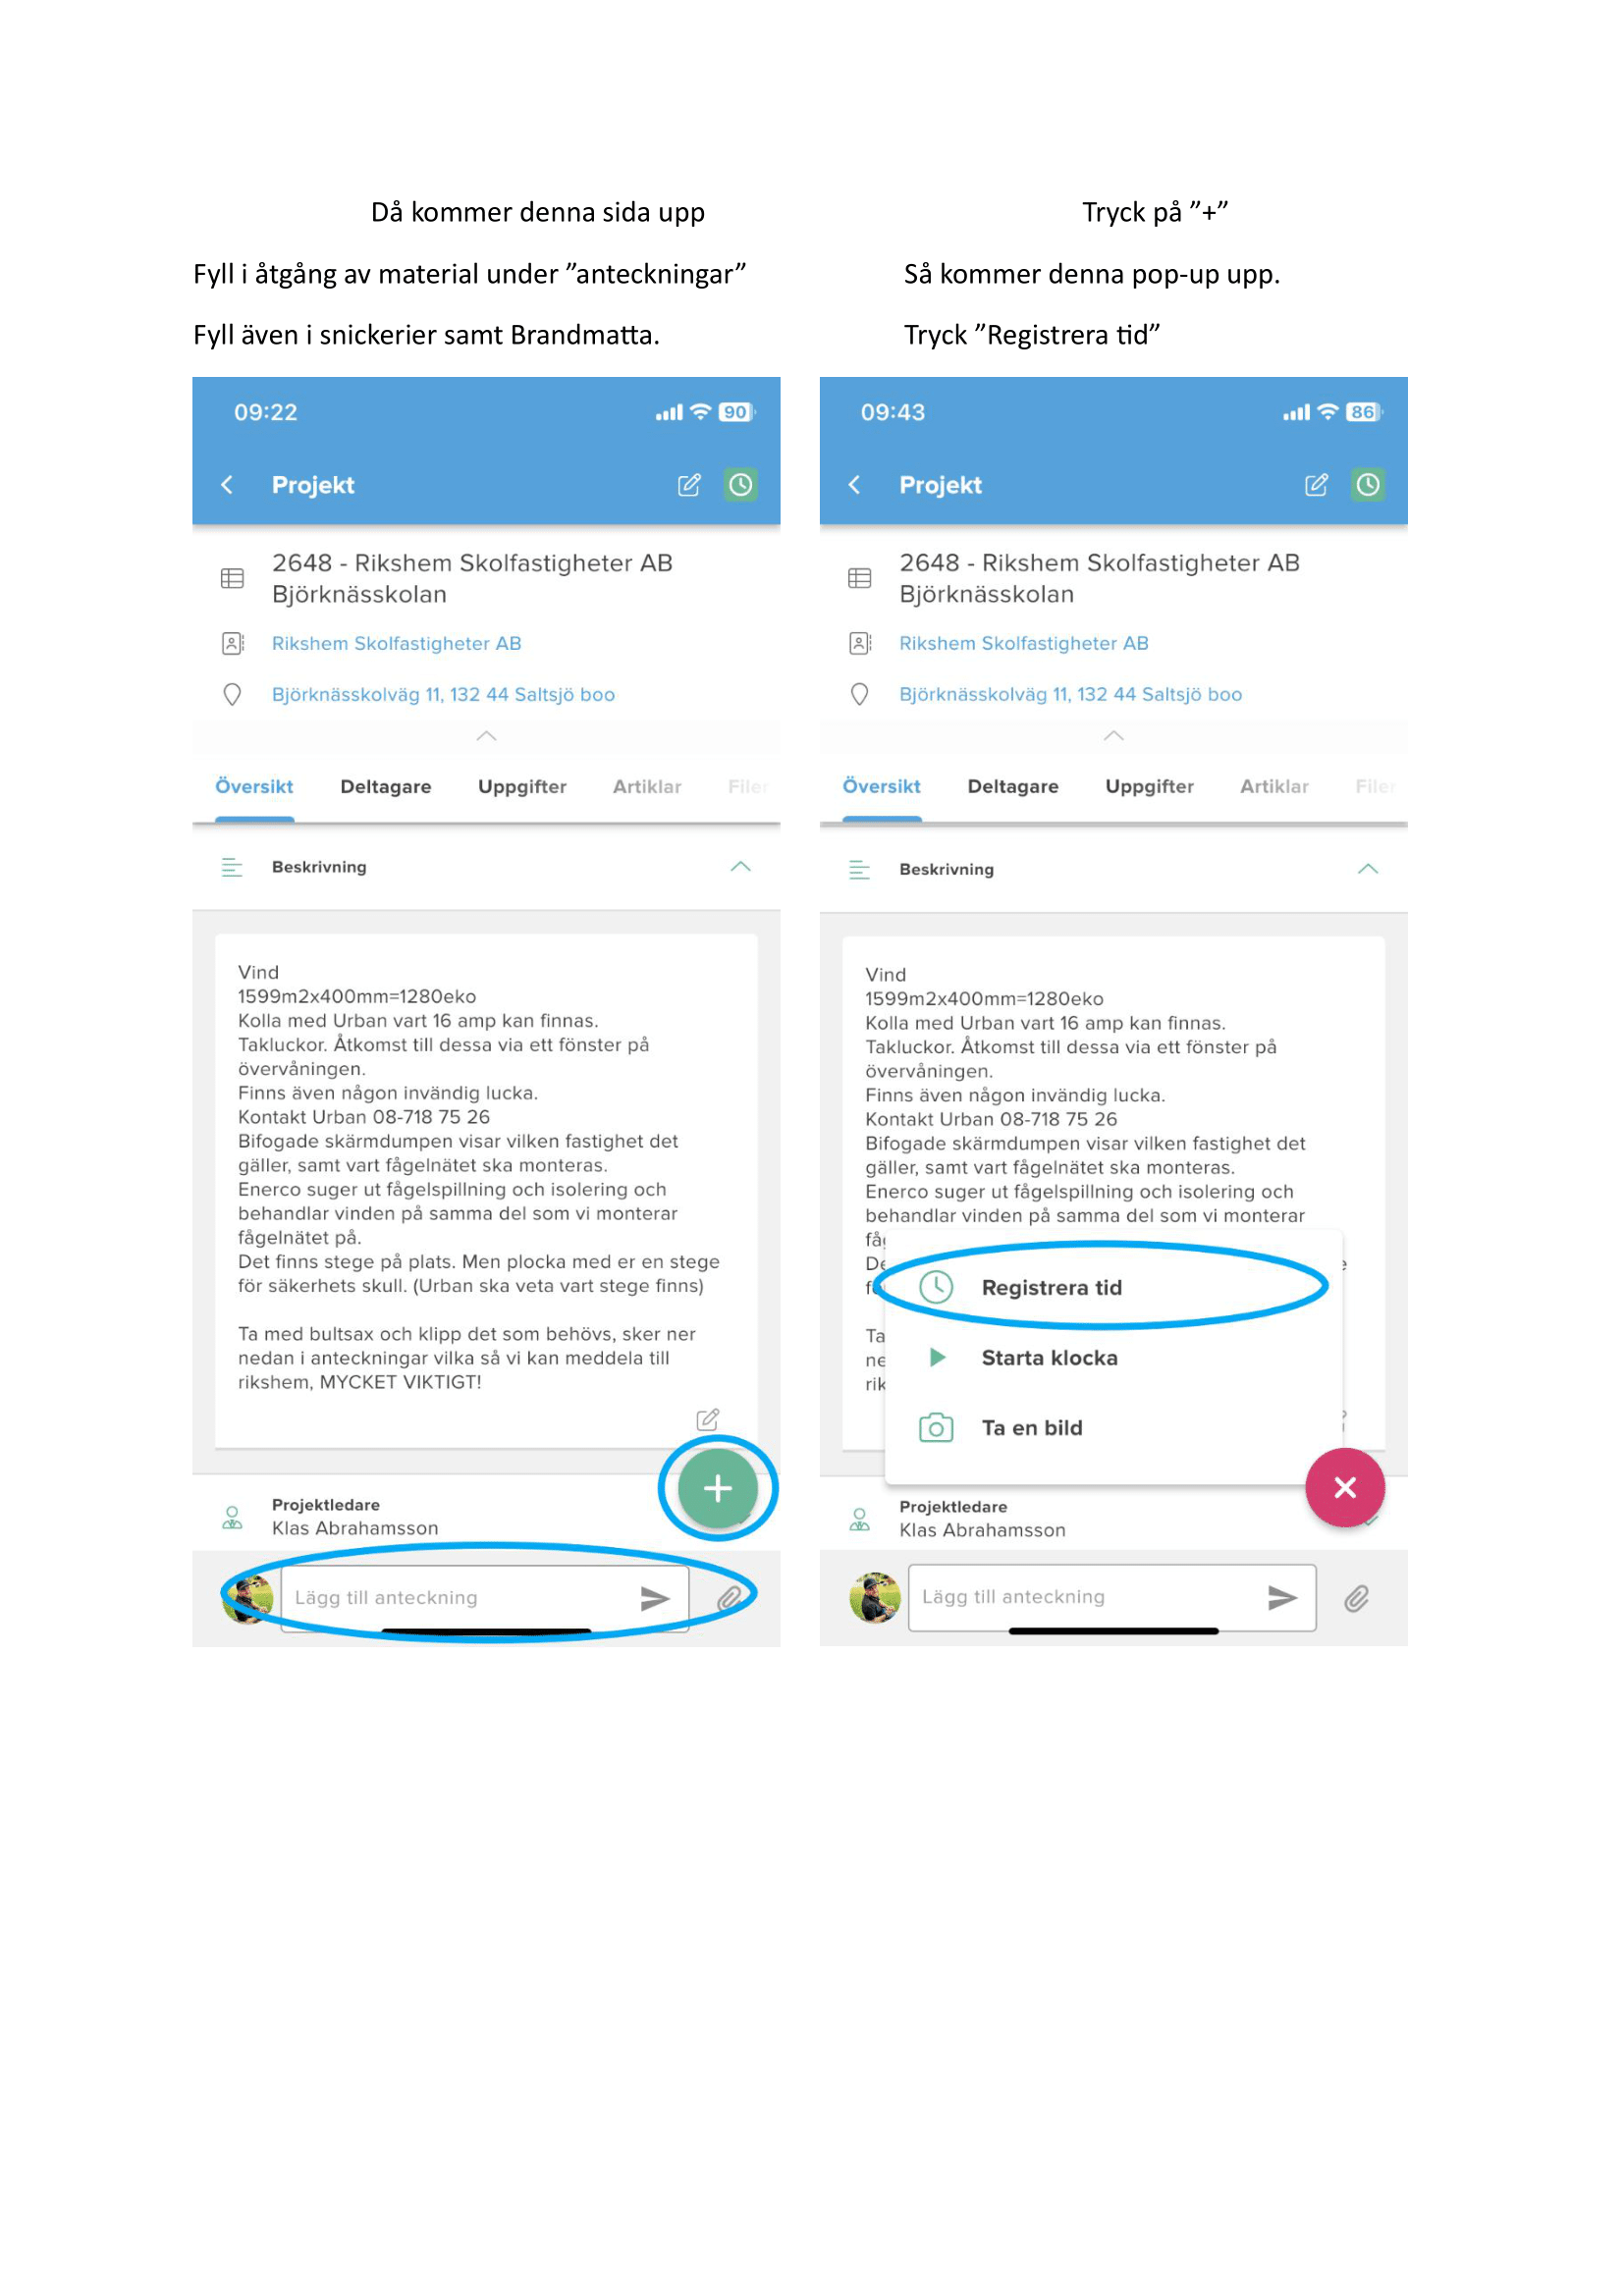 Då kommer denna sida upp
Fyll i åtgång av material under ”anteckningar”
Fyll även i snickerier samt Brandmatta.
09:22
90
Projekt
2648 - Rikshem Skolfastigheter AB
Björknässkolan
Rikshem Skolfastigheter AB
Björknässkolväg 11, 132 44 Saltsjö boo
Översikt Deltagare Uppgifter Artiklar Filer
Beskrivning
Vind
1599m2x400mm=1280eko
Kolla med Urban vart 16 amp kan finnas.
Takluckor. Åtkomst till dessa via ett fönster på
övervåningen.
Finns även någon invändig lucka.
Kontakt Urban 08-718 75 26
Bifogade skärmdumpen visar vilken fastighet det
gäller, samt vart fågelnätet ska monteras.
Enerco suger ut fågelspillning och isolering och
behandlar vinden på samma del som vi monterar
fågelnätet på.
Det finns stege på plats. Men plocka med er en stege
för säkerhets skull. (Urban ska veta vart stege finns)
Ta med bultsax och klipp det som behövs, sker ner
nedan i anteckningar vilka så vi kan meddela till
rikshem, MYCKET VIKTIGT!
Projektledare
Klas Abrahamsson
Lägg till anteckning
Tryck på ”+”
Så kommer denna pop-up upp.
Tryck ”Registrera tid”
09:43
86
Projekt
2648 - Rikshem Skolfastigheter AB
Björknässkolan
Rikshem Skolfastigheter AB
Björknässkolväg 11, 132 44 Saltsjö boo
Översikt Deltagare Uppgifter Artiklar Filer
Beskrivning
Vind
1599m2x400mm=1280eko
Kolla med Urban vart 16 amp kan finnas.
Takluckor. Åtkomst till dessa via ett fönster på
övervåningen.
Finns även någon invändig lucka.
Kontakt Urban 08-718 75 26
Bifogade skärmdumpen visar vilken fastighet det
gäller, samt vart fågelnätet ska monteras.
Enerco suger ut fågelspillning och isolering och
behandlar vinden på samma del som vi monterar
Registrera tid
Starta klocka
Ta
Ta en bild
Projektledare
Klas Abrahamsson
Lägg till anteckning